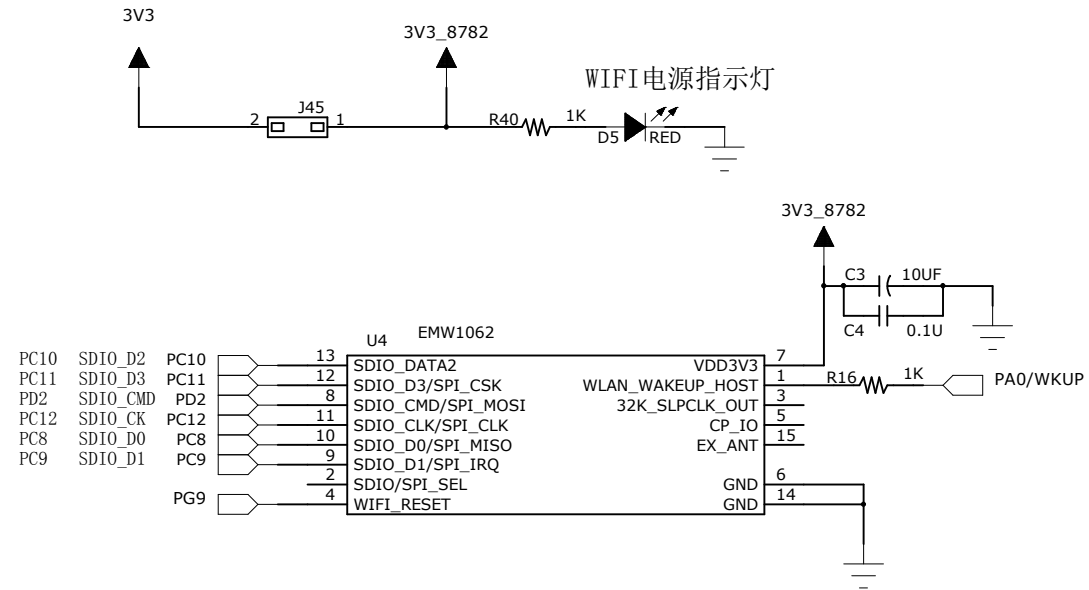 3V3
3V3_8782
WIFI电源指示灯
2 J45 1
R40 1K
D5 RED
3V3_8782
C3 10UF
C4 0.1U
U4 EMW1062
PC10 SDIO_D2 PC10 13 SDIO_DATA2 VDD3V3 7
PC11 SDIO_D3 PC11 12 SDIO_D3/SPI_CSK WLAN_WAKEUP_HOST 1 R16 1K PA0/WKUP
PD2 SDIO_CMD PD2 8 SDIO_CMD/SPI_MOSI 32K_SLPCLK_OUT 3
PC12 SDIO_CK PC12 11 SDIO_CLK/SPI_CLK CP_IO 5
PC8 SDIO_D0 PC8 10 SDIO_D0/SPI_MISO EX_ANT 15
PC9 SDIO_D1 PC9 9 SDIO_D1/SPI_IRQ
2 SDIO/SPI_SEL GND 6
PG9 4 WIFI_RESET GND 14